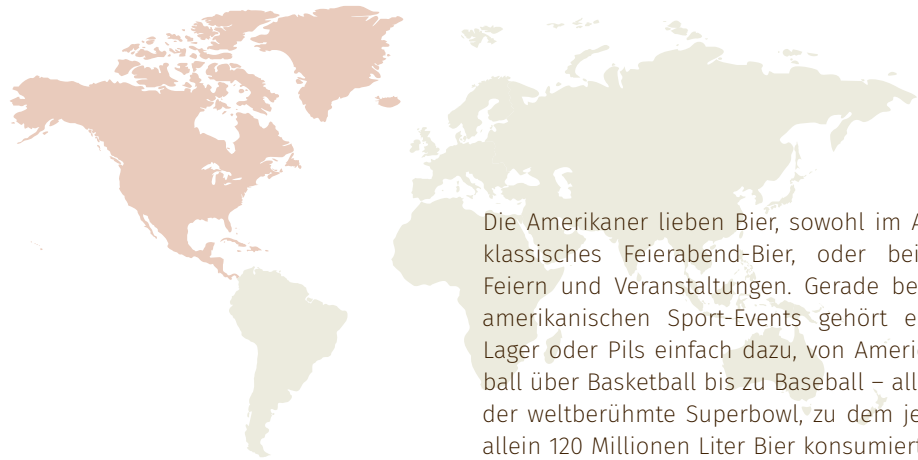 Die Amerikaner lieben Bier, sowohl im
klassisches Feierabend-Bier, oder bei
Feiern und Veranstaltungen. Gerade
amerikanischen Sport-Events gehört
Lager oder Pils einfach dazu, von
ball über Basketball bis zu Baseball –
der weltberühmte Superbowl, zu dem
allein 120 Millionen Liter Bier konsumiert